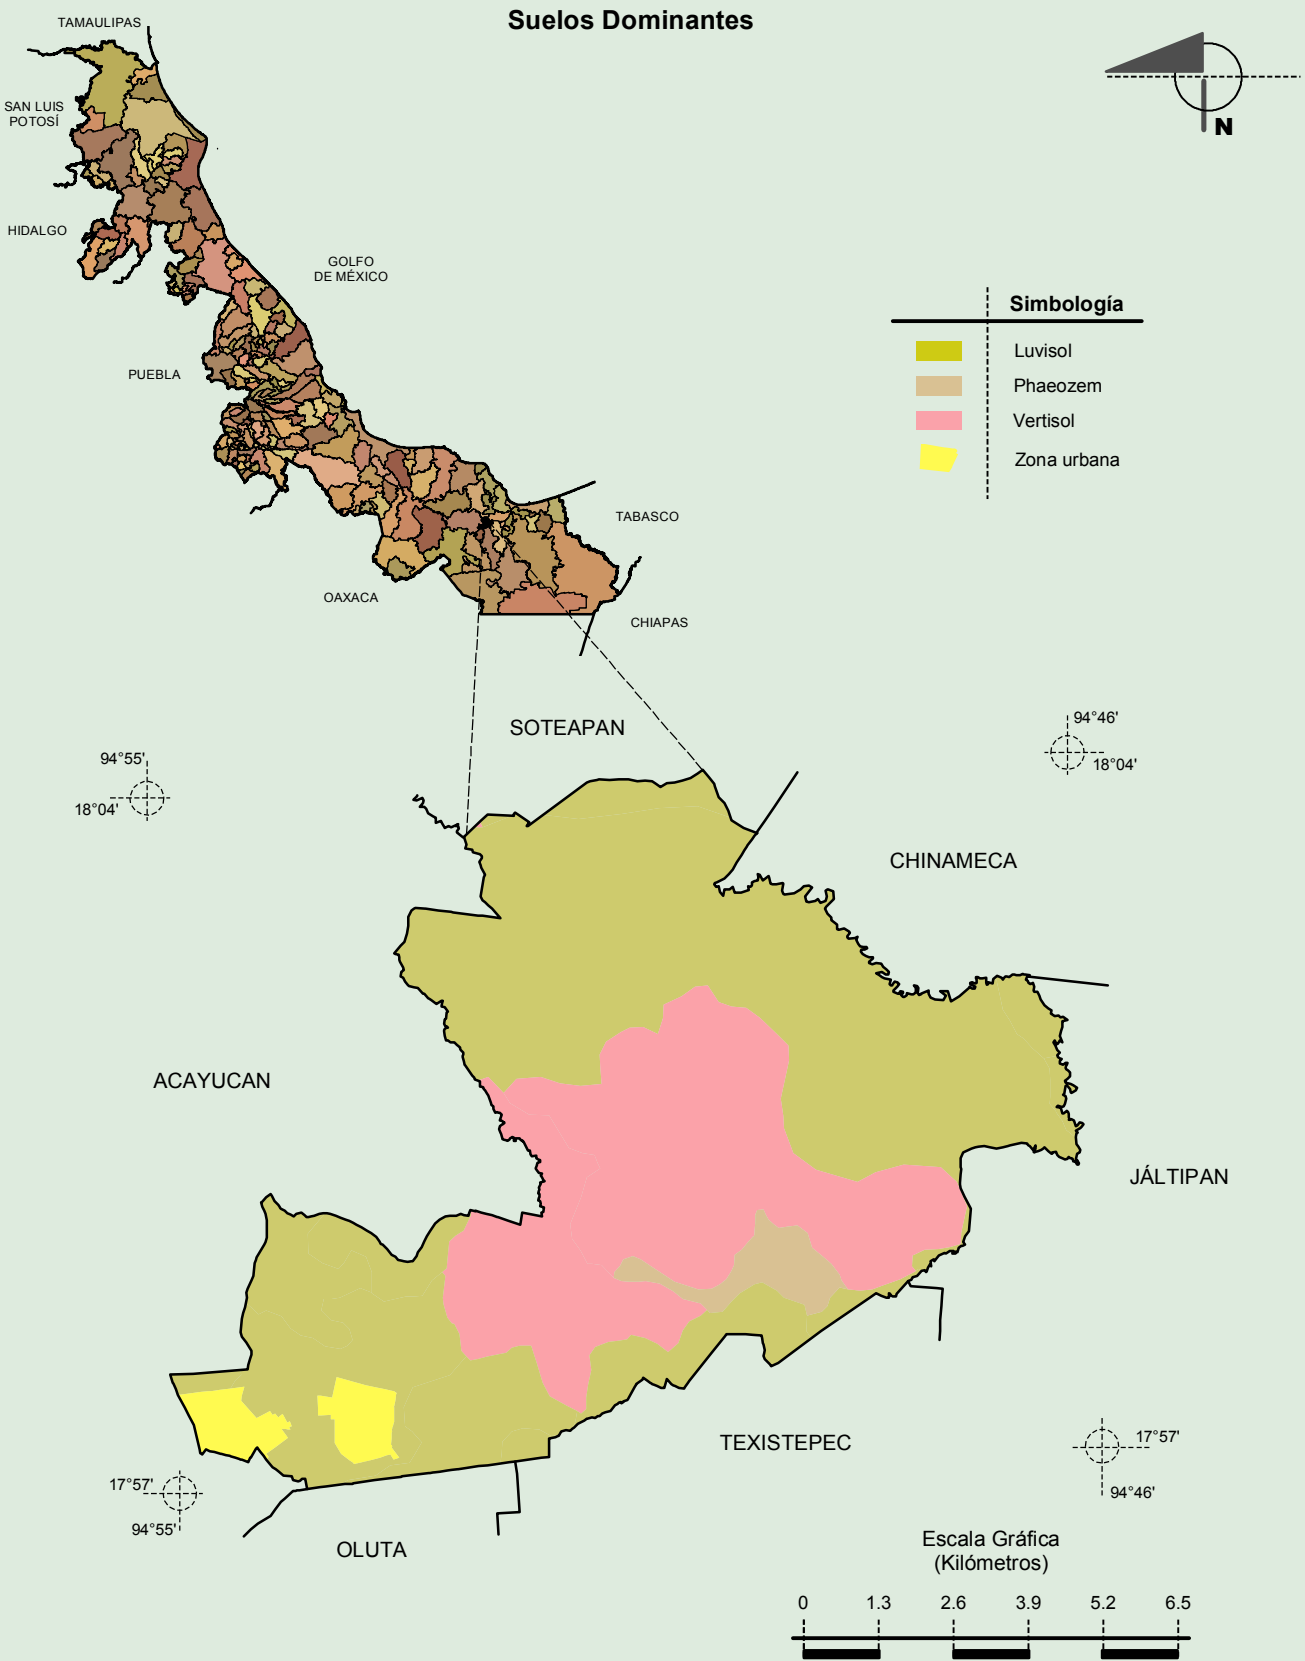 Suelos Dominantes
TAMAULIPAS
SAN LUIS
POTOSÍ
HIDALGO
GOLFO
DE MÉXICO
PUEBLA
OAXACA
TABASCO
CHIAPAS
N
Simbología
Luvisol
Phaeozem
Vertisol
Zona urbana
SOTEAPAN
94°55'
18°04'
94°46'
18°04'
CHINAMECA
ACAYUCAN
JÁLTIPAN
TEXISTEPEC
17°57'
94°55'
17°57'
94°46'
OLUTA
Escala Gráfica
(Kilómetros)
0 1.3 2.6 3.9 5.2 6.5